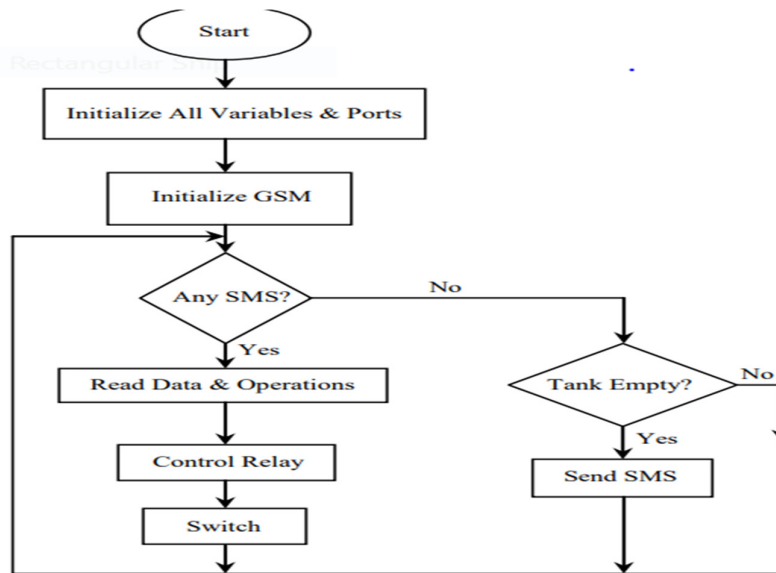 Start
Initialize All Variables & Ports
Initialize GSM
Any SMS?
No
Yes
Read Data & Operations
Tank Empty?
No
Yes
Control Relay
Send SMS
Switch